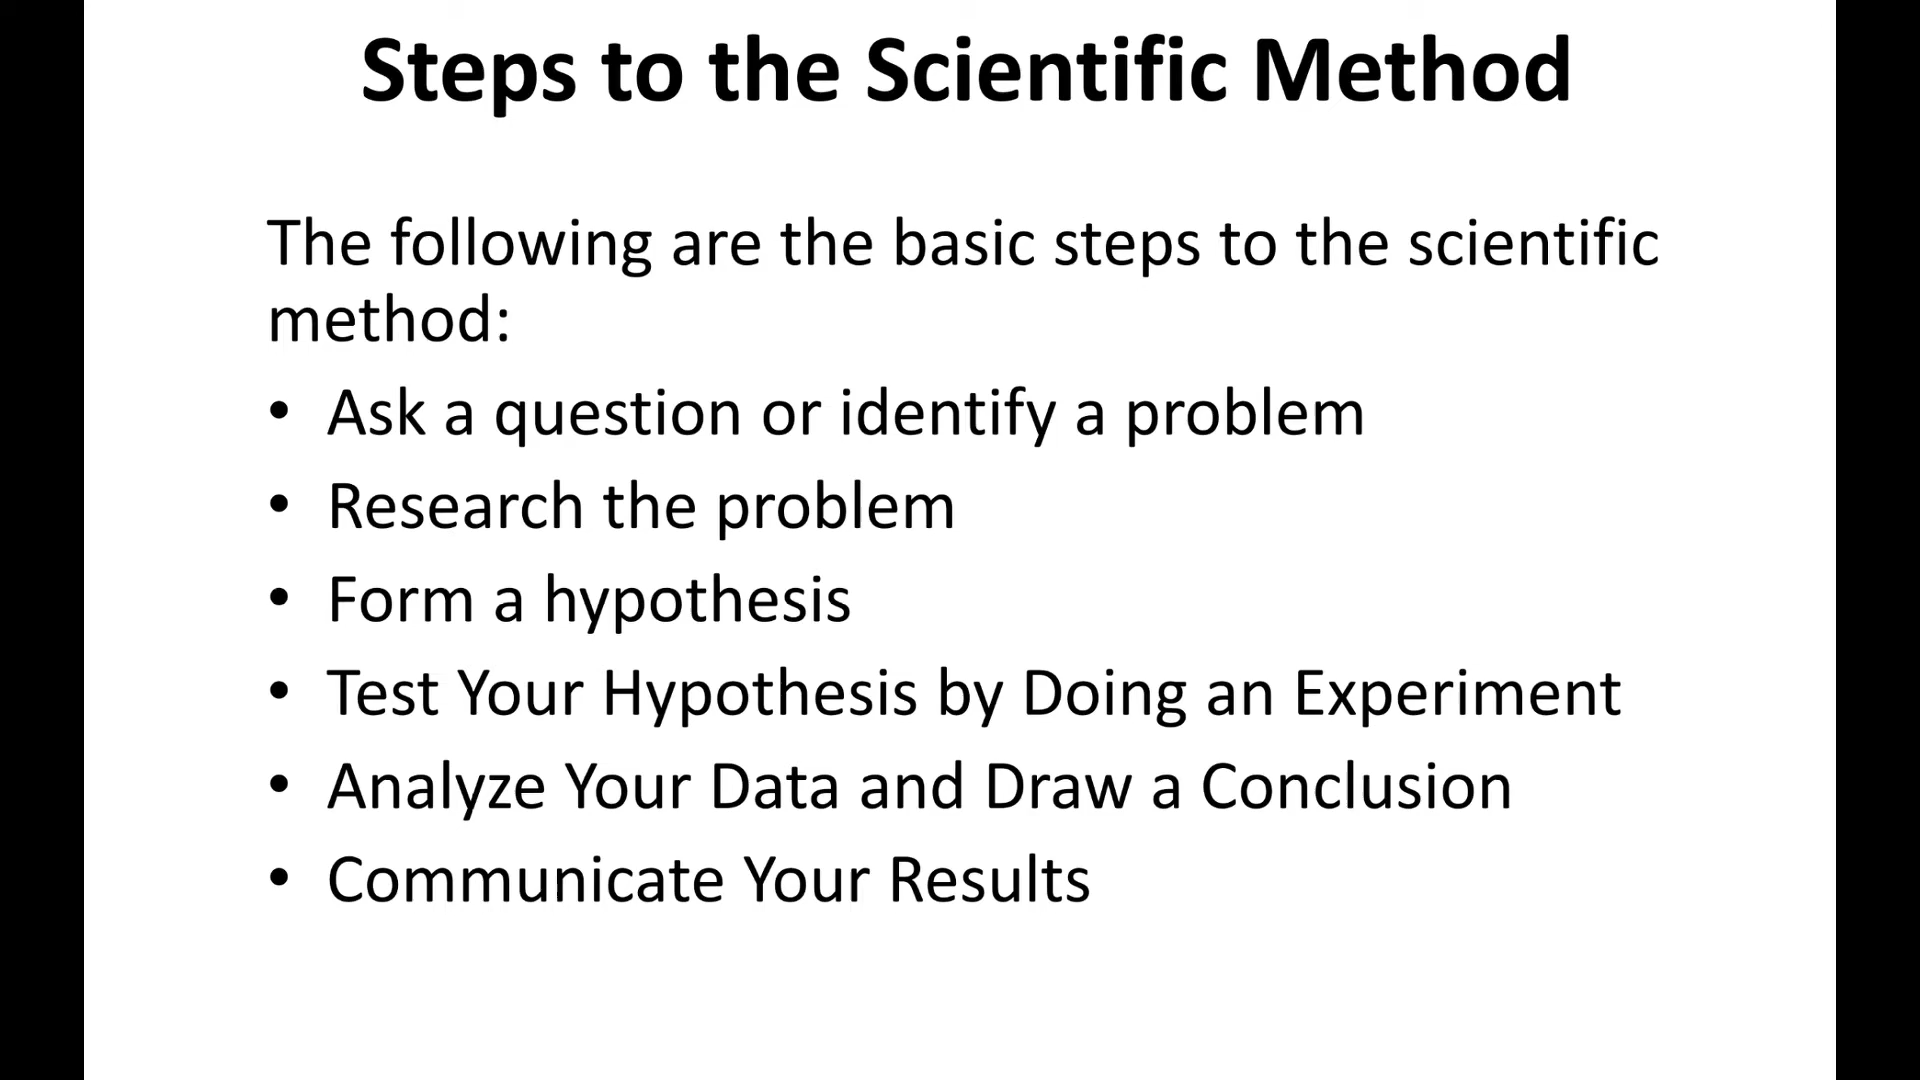 Steps to the Scientific Method
The following are the basic steps to the scientific
method:
• Ask a question or identify a problem
• Research the problem
• Form a hypothesis
• Test Your Hypothesis by Doing an Experiment
• Analyze Your Data and Draw a Conclusion
• Communicate Your Results